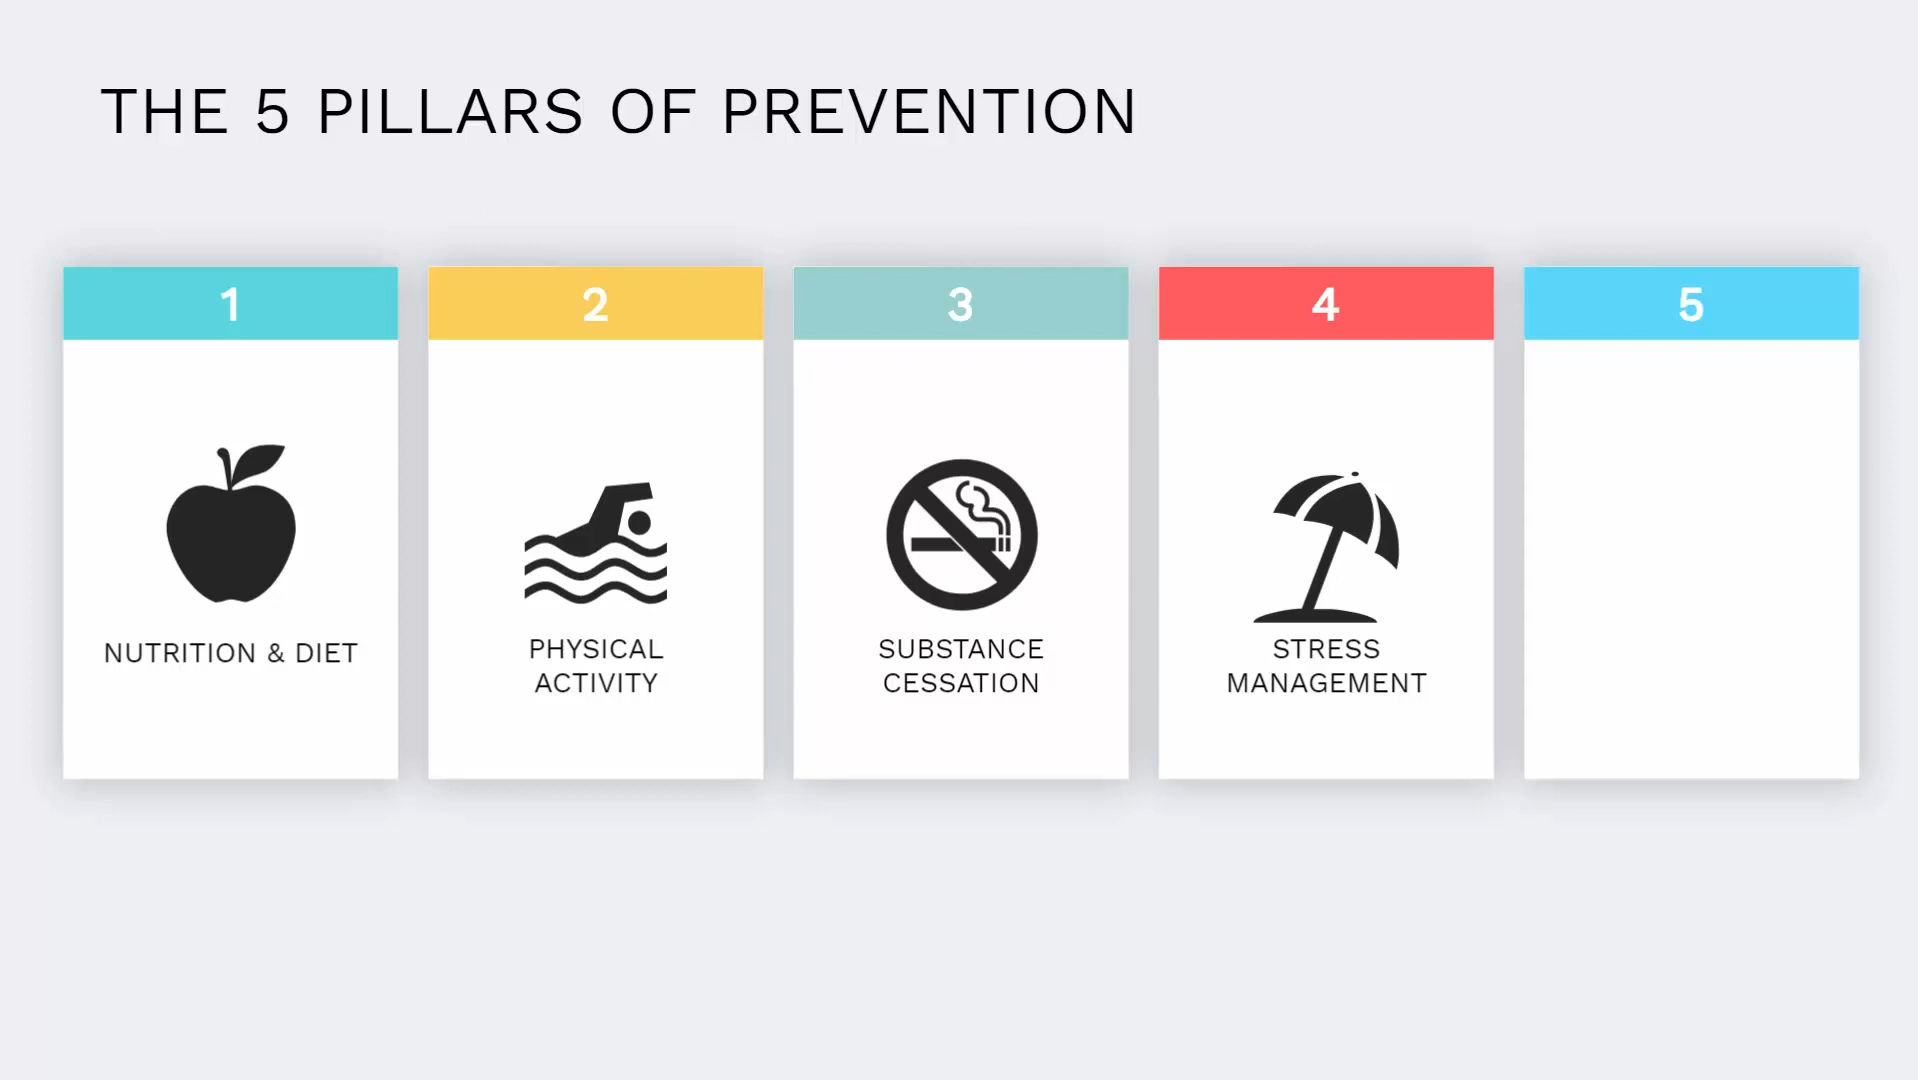 THE 5 PILLARS OF PREVENTION
1
2
3
4
5
NUTRITION & DIET
PHYSICAL
ACTIVITY
SUBSTANCE
CESSATION
STRESS
MANAGEMENT